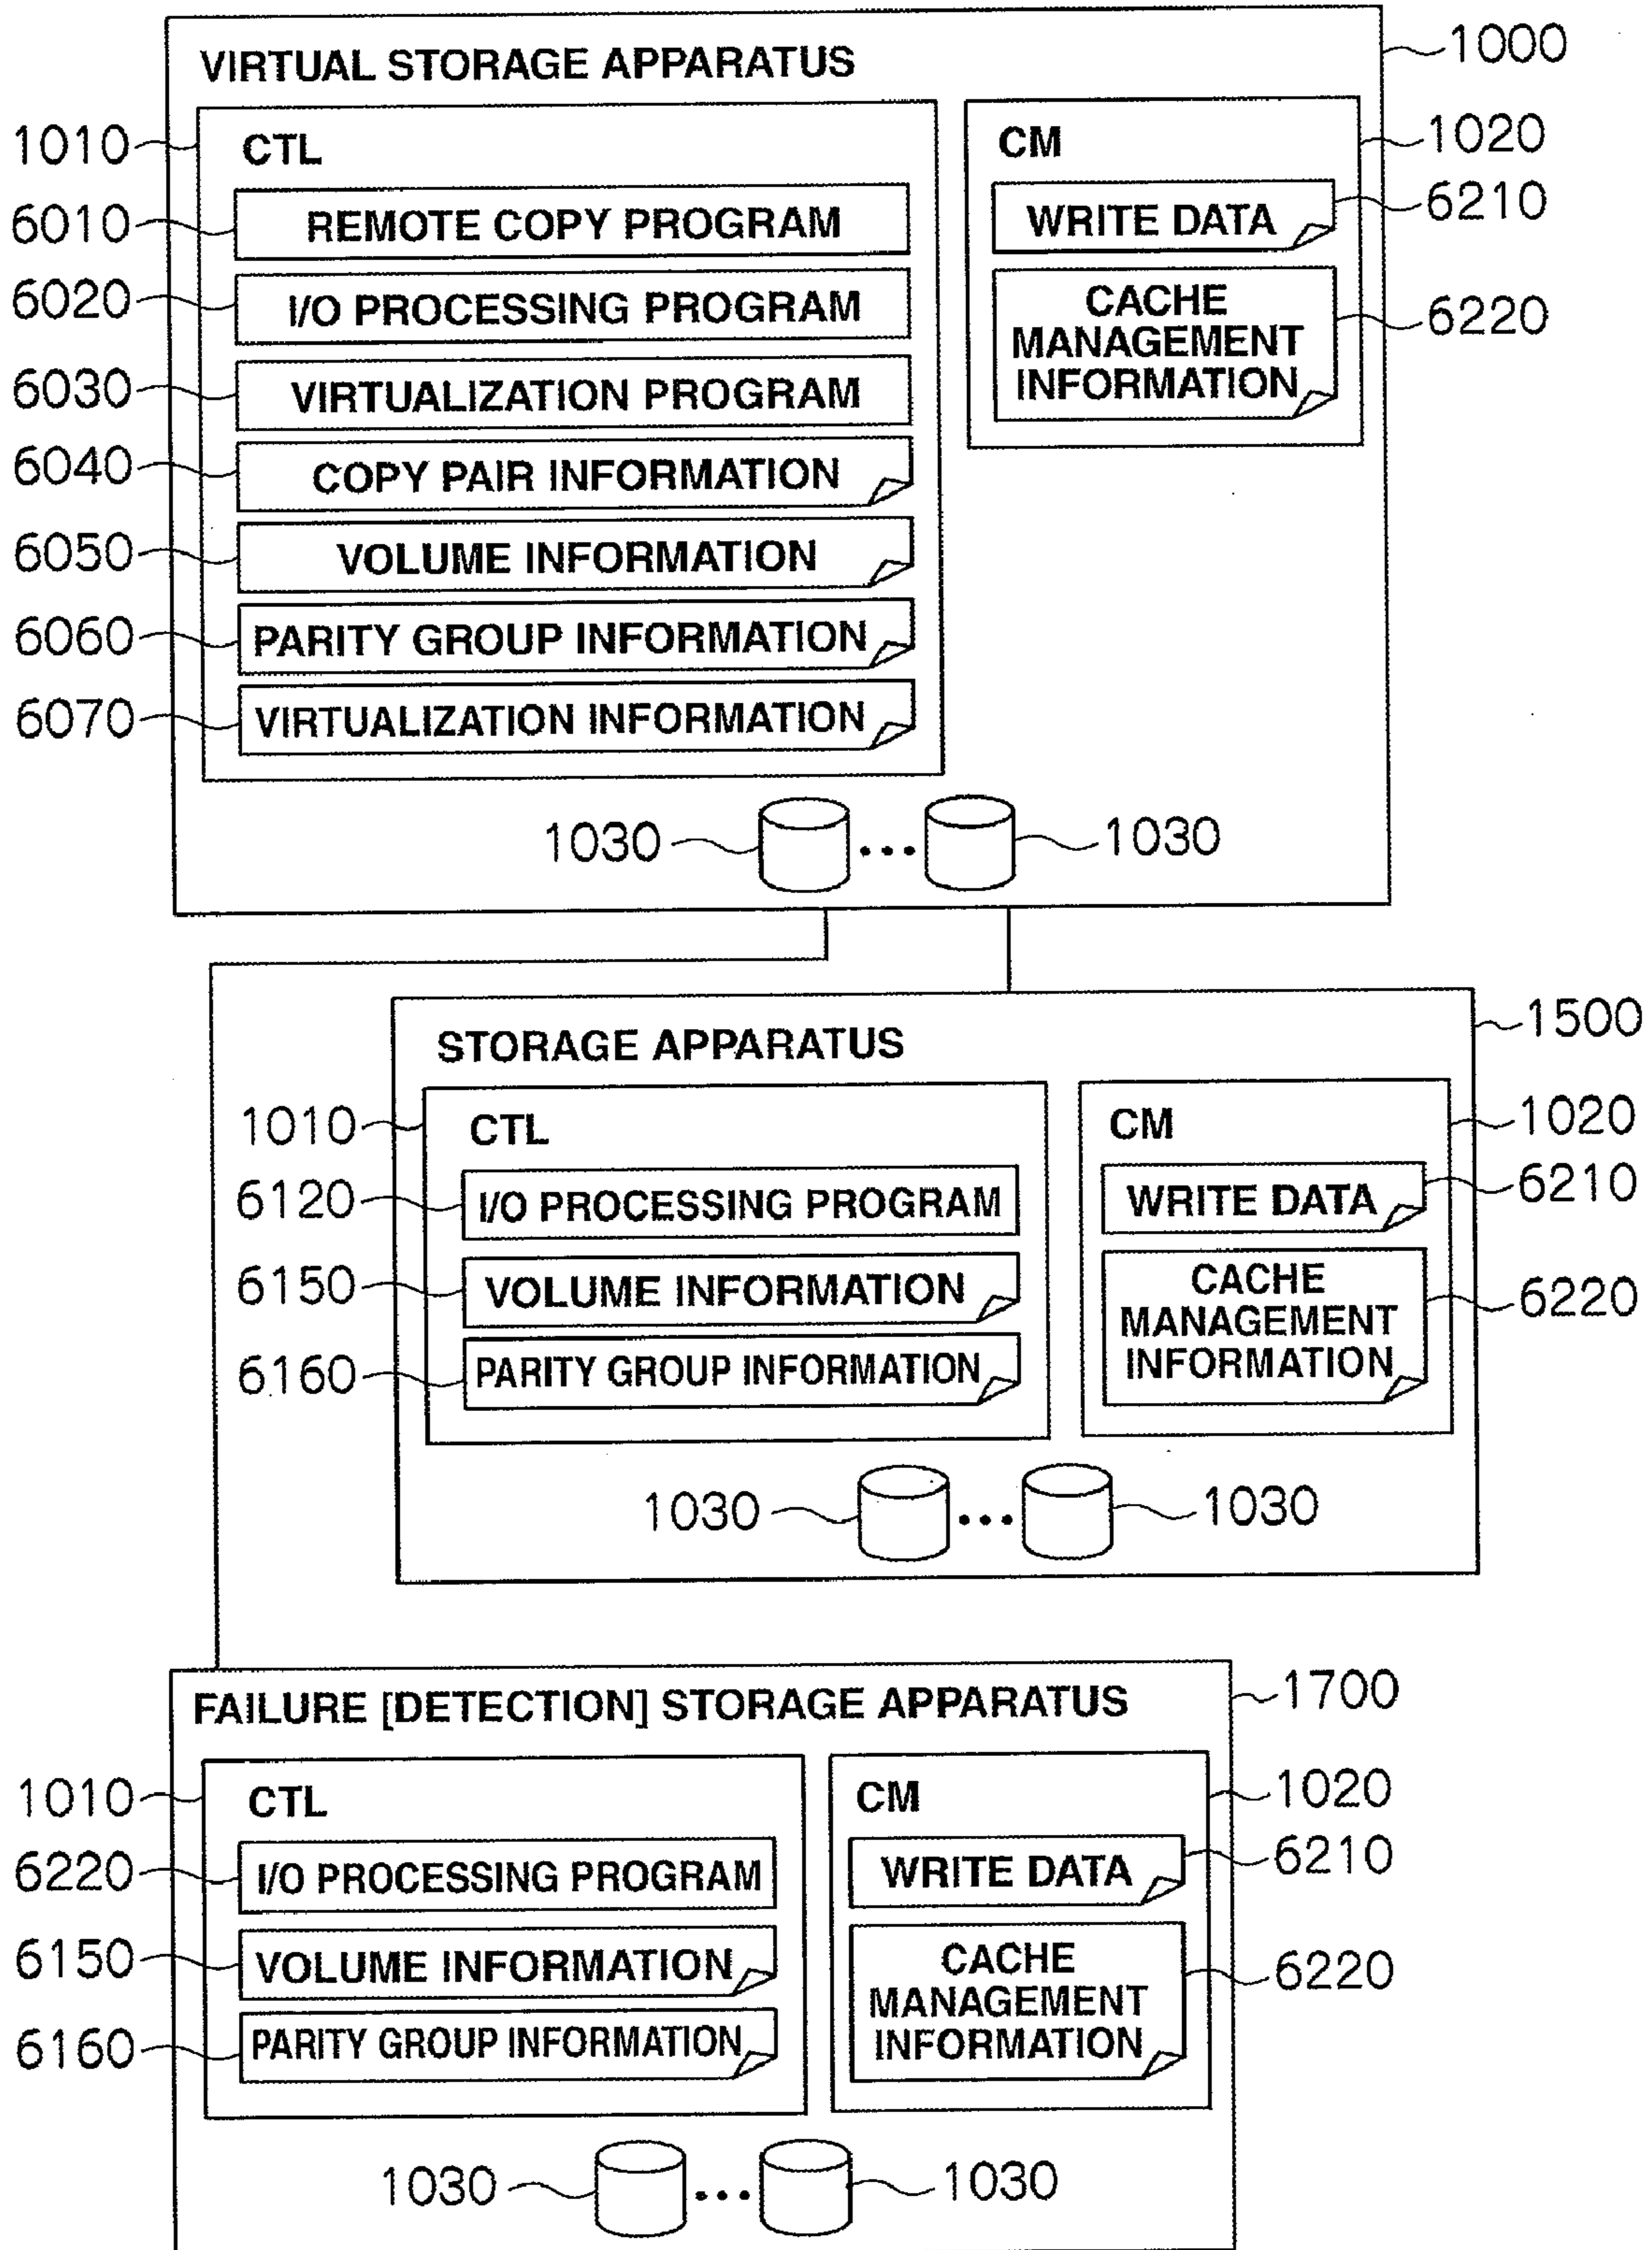 VIRTUAL STORAGE APPARATUS
1000
1010
CTL
CM
1020
6010
REMOTE COPY PROGRAM
WRITE DATA
6210
6020
I/O PROCESSING PROGRAM
CACHE
MANAGEMENT
INFORMATION
6220
6030
VIRTUALIZATION PROGRAM
6040
COPY PAIR INFORMATION
6050
VOLUME INFORMATION
6060
PARITY GROUP INFORMATION
6070
VIRTUALIZATION INFORMATION
1030
1030
STORAGE APPARATUS
1500
1010
CTL
CM
1020
6120
I/O PROCESSING PROGRAM
WRITE DATA
6210
6150
VOLUME INFORMATION
CACHE
MANAGEMENT
INFORMATION
6220
6160
PARITY GROUP INFORMATION
1030
1030
FAILURE [DETECTION] STORAGE APPARATUS
1700
1010
CTL
CM
1020
6220
I/O PROCESSING PROGRAM
WRITE DATA
6210
6150
VOLUME INFORMATION
CACHE
MANAGEMENT
INFORMATION
6220
6160
PARITY GROUP INFORMATION
1030
1030